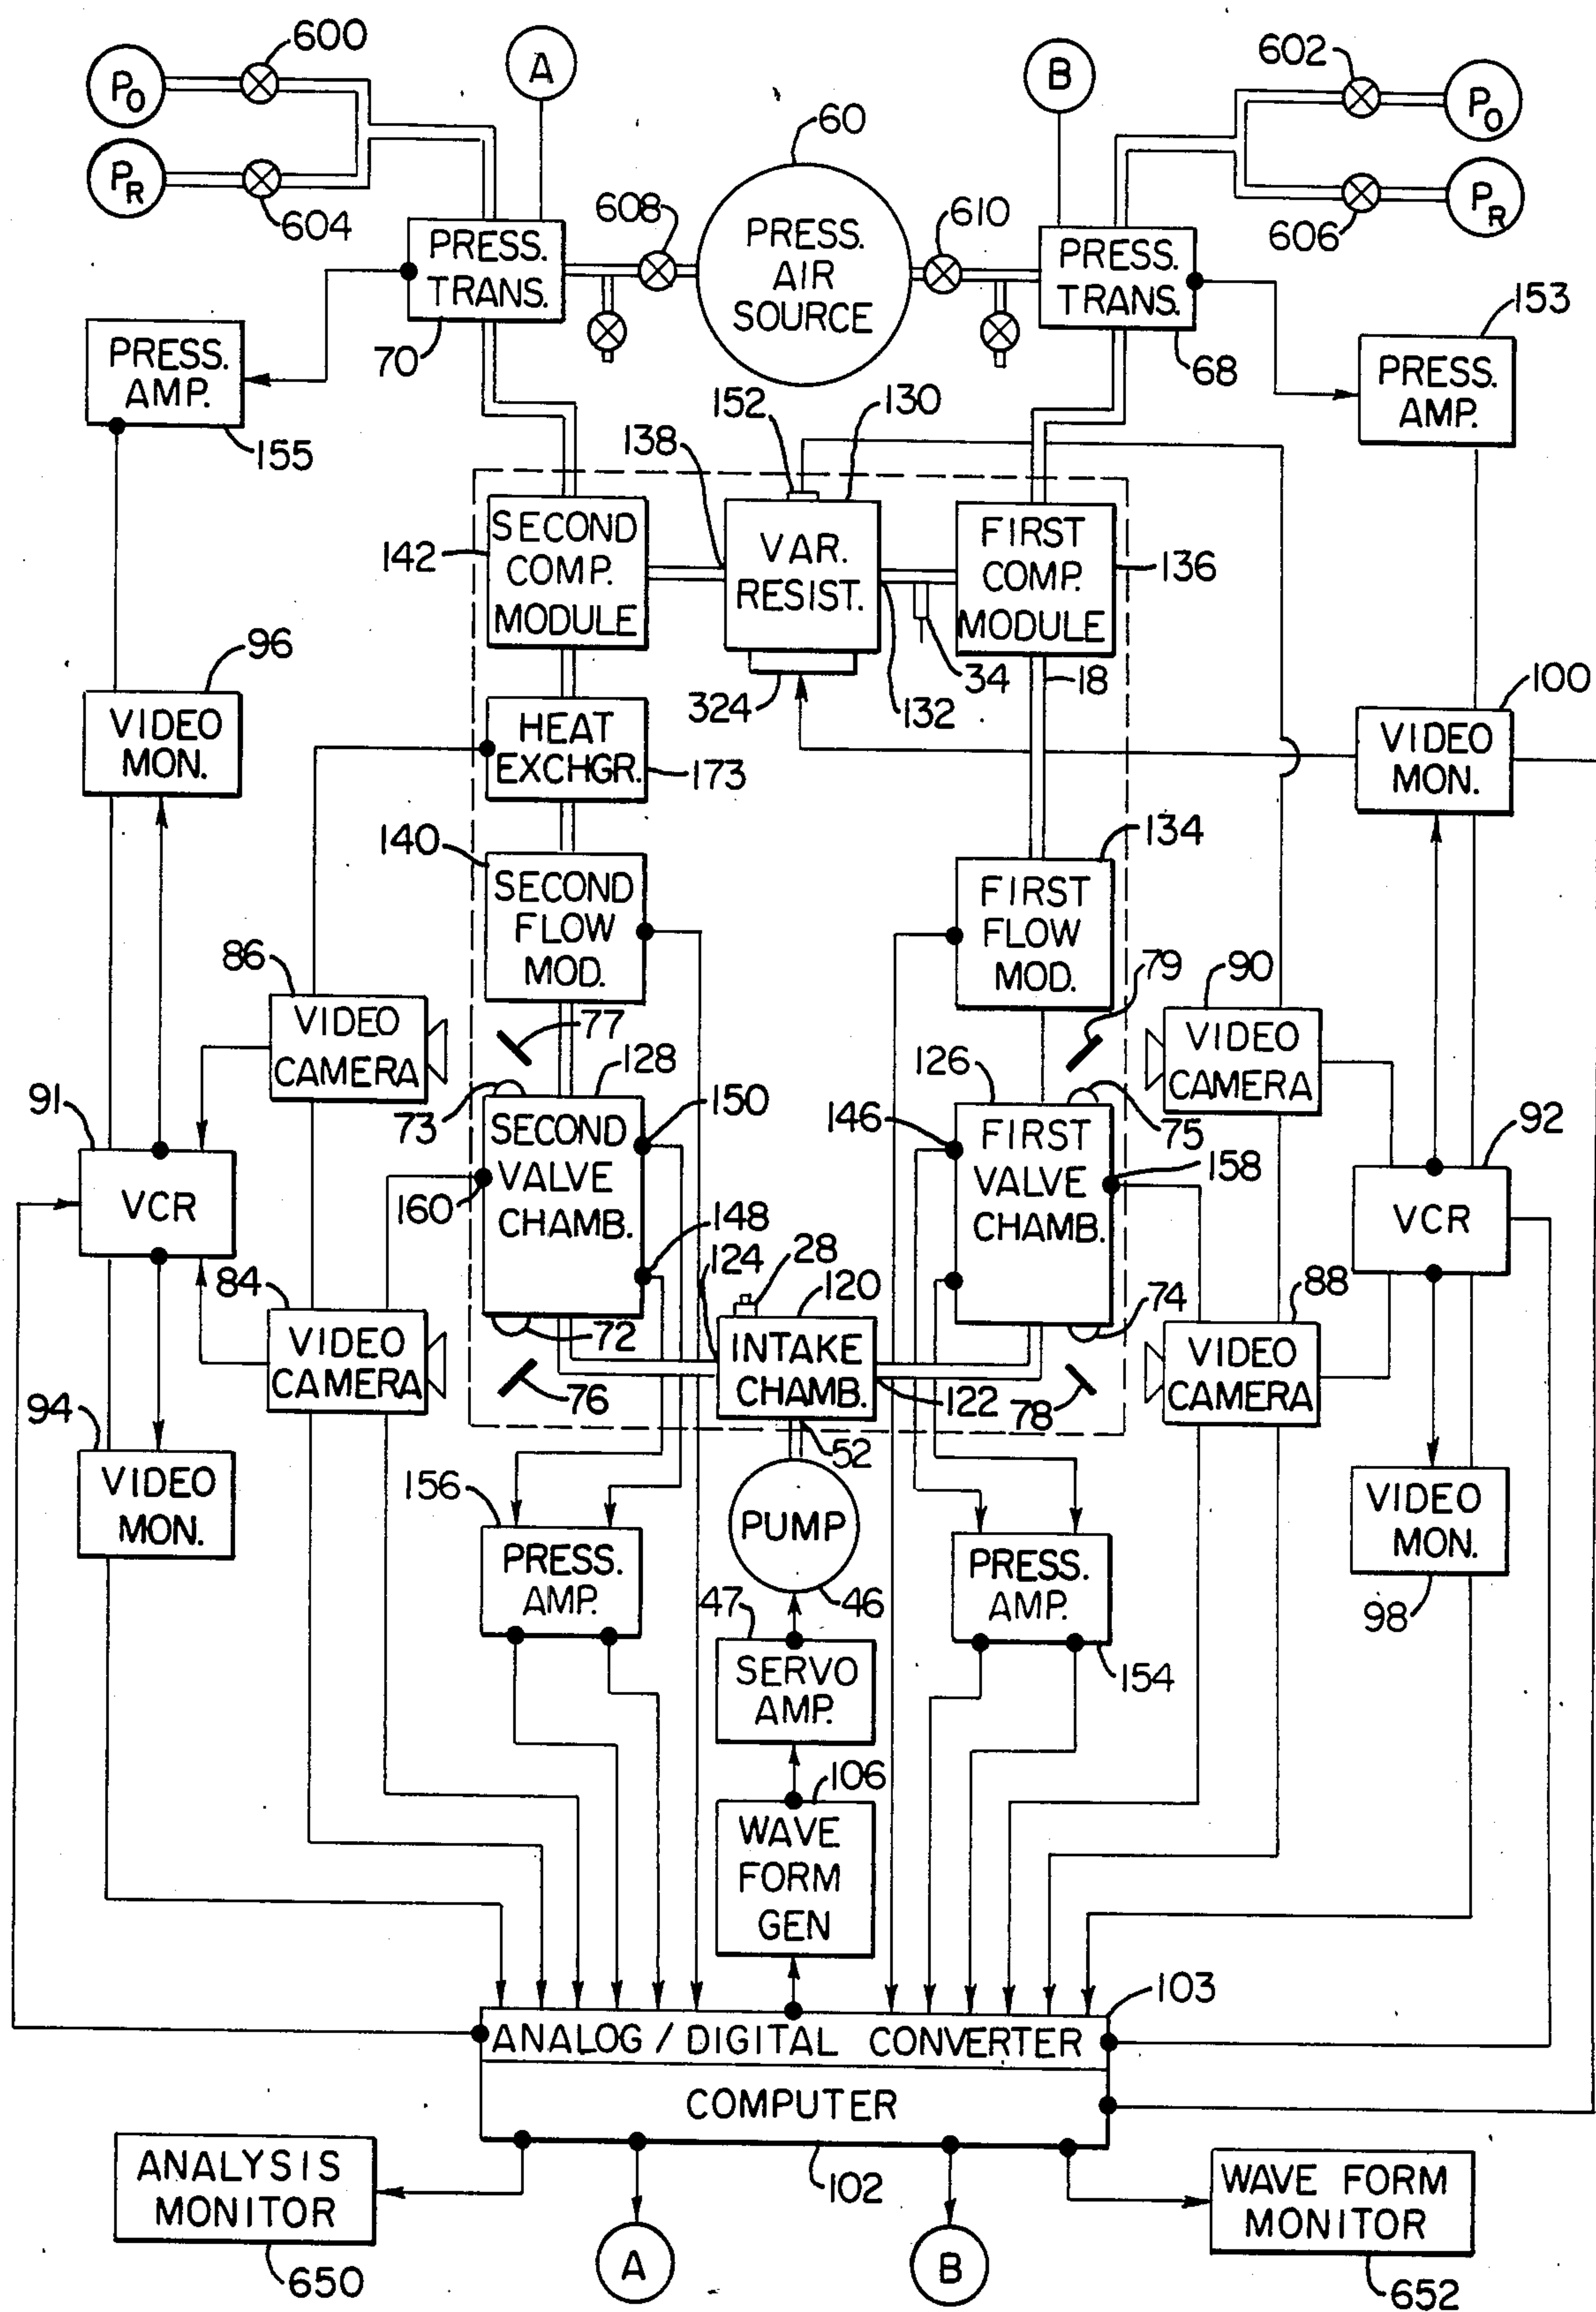 600
A
B
602
PO
PO
60
PR
PR
608
610
604
606
PRESS.
TRANS.
PRESS.
AIR
SOURCE
PRESS.
TRANS.
153
70
68
PRESS.
AMP.
PRESS.
AMP.
152
130
155
138
SECOND
COMP.
MODULE
VAR.
RESIST.
FIRST
COMP.
MODULE
142
136
96
34
18
100
324
132
VIDEO
MON.
HEAT
EXCHGR.
VIDEO
MON.
173
140
134
SECOND
FLOW
MOD.
FIRST
FLOW
MOD.
86
79
90
VIDEO
CAMERA
77
VIDEO
CAMERA
128
126
91
73
150
146
75
92
SECOND
VALVE
CHAMB.
FIRST
VALVE
CHAMB.
158
VCR
160
VCR
148
124
28
84
120
74
88
VIDEO
CAMERA
72
INTAKE
CHAMB.
VIDEO
CAMERA
76
122
78
94
52
VIDEO
MON.
156
PUMP
VIDEO
MON.
PRESS.
AMP.
PRESS.
AMP.
47
46
98
SERVO
AMP.
154
106
WAVE
FORM
GEN
103
ANALOG / DIGITAL CONVERTER
COMPUTER
ANALYSIS
MONITOR
102
WAVE FORM
MONITOR
A
B
650
652